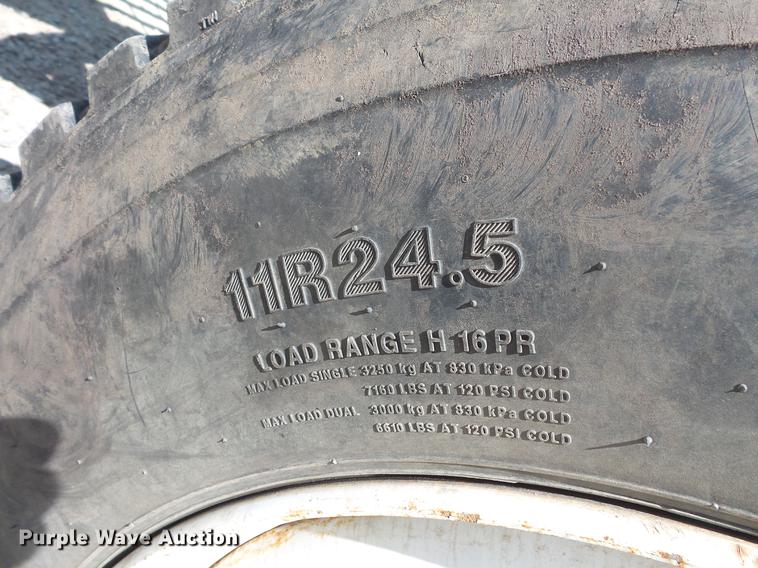 TW
11R24.5
LOAD RANGE H 16 PR
MAX LOAD SINGLE 3250 kg AT 830 kPa COLD
7160 LBS AT 120 PSI COLD
MAX LOAD DUAL 3000 kg AT 830 kPa COLD
6610 LBS AT 120 PSI COLD
Purple Wave Auction